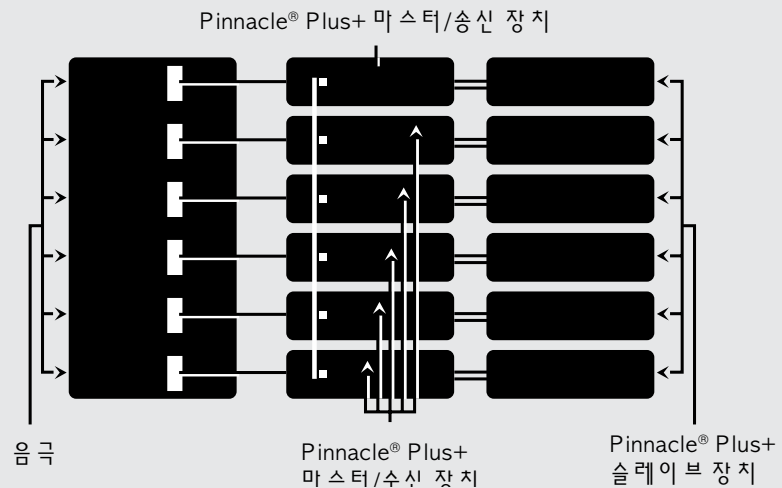 Pinnacle® Plus+ 마스터/송신 장치
음극
Pinnacle® Plus+
마스터/수신 장치
Pinnacle® Plus+
슬레이브 장치